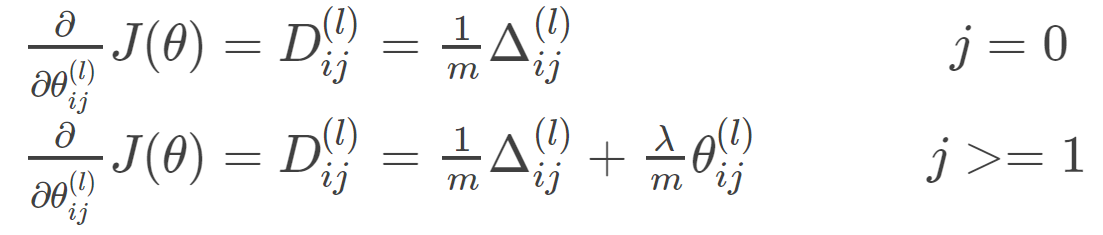 ∂/∂θ_{ij}^{(l)} J(θ) = D_{ij}^{(l)} = 1/m Δ_{ij}^{(l)} j = 0
∂/∂θ_{ij}^{(l)} J(θ) = D_{ij}^{(l)} = 1/m Δ_{ij}^{(l)} + λ/m θ_{ij}^{(l)} j >= 1